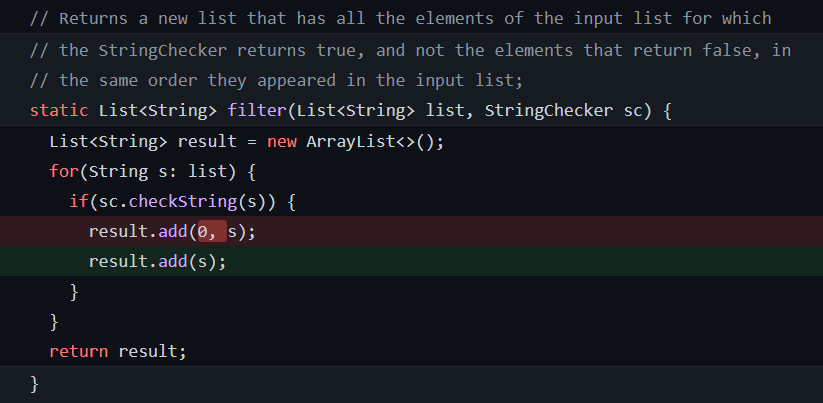 // Returns a new list that has all the elements of the input list for which
// the StringChecker returns true, and not the elements that return false, in
// the same order they appeared in the input list;
static List<String> filter(List<String> list, StringChecker sc) {
  List<String> result = new ArrayList<>();
  for(String s: list) {
    if(sc.checkString(s)) {
      result.add(0, s);
      result.add(s);
    }
  }
  return result;
}